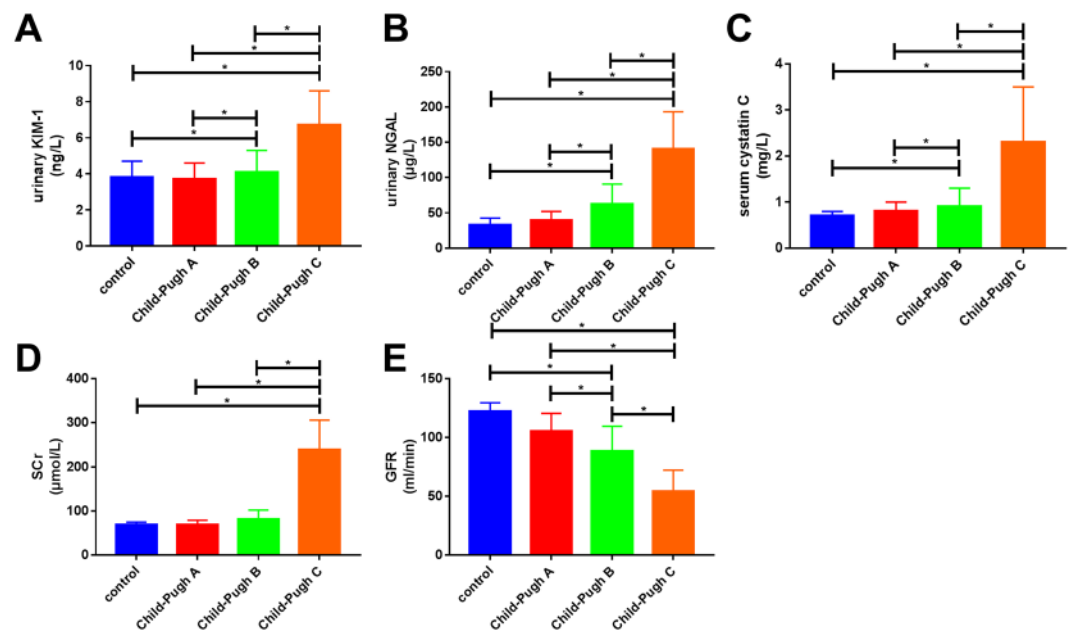 A
urinary KIM-1
(ng/L)
10
8
6
4
2
0
*
*
*
*
*
control
Child-Pugh A
Child-Pugh B
Child-Pugh C
B
urinary NGAL
(μg/L)
250
200
150
100
50
0
*
*
*
*
*
control
Child-Pugh A
Child-Pugh B
Child-Pugh C
C
serum cystatin C
(mg/L)
4
3
2
1
0
*
*
*
*
*
control
Child-Pugh A
Child-Pugh B
Child-Pugh C
D
SCr
(μmol/L)
400
300
200
100
0
*
*
*
control
Child-Pugh A
Child-Pugh B
Child-Pugh C
E
GFR
(ml/min)
150
100
50
0
*
*
*
*
*
control
Child-Pugh A
Child-Pugh B
Child-Pugh C